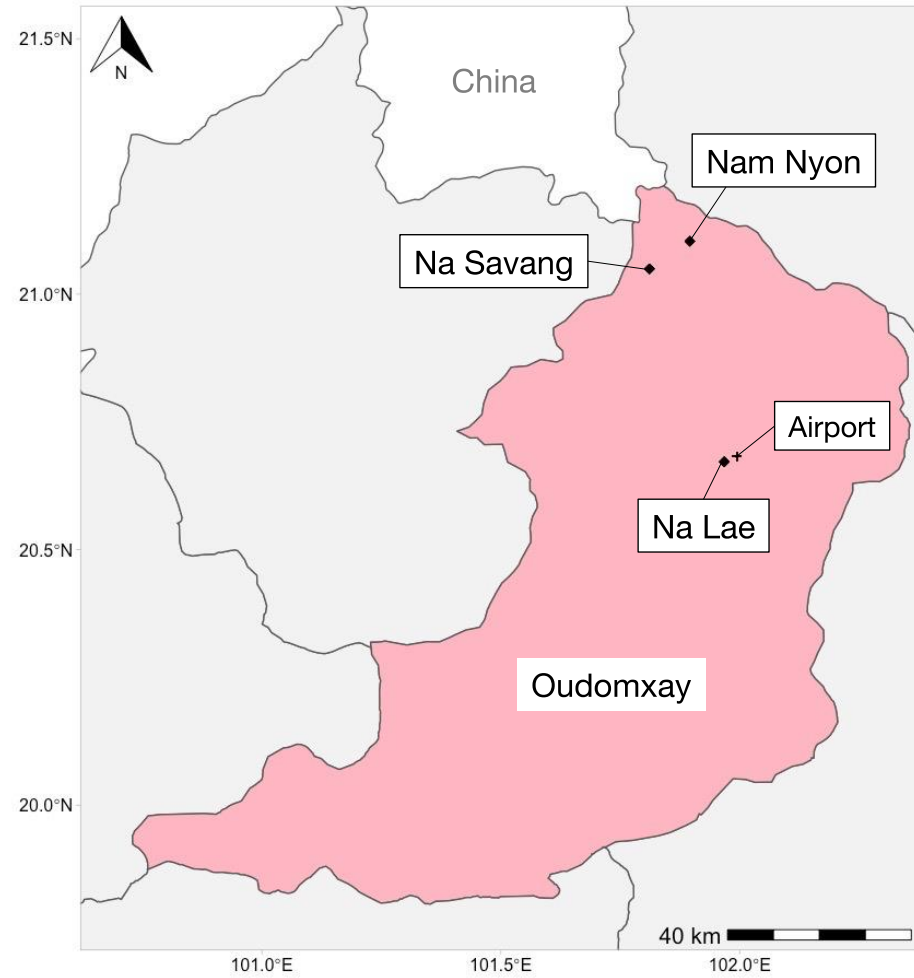 21.5°N
N
China
Nam Nyon
Na Savang
21.0°N
Airport
Na Lae
20.5°N
Oudomxay
20.0°N
40 km
101.0°E
101.5°E
102.0°E